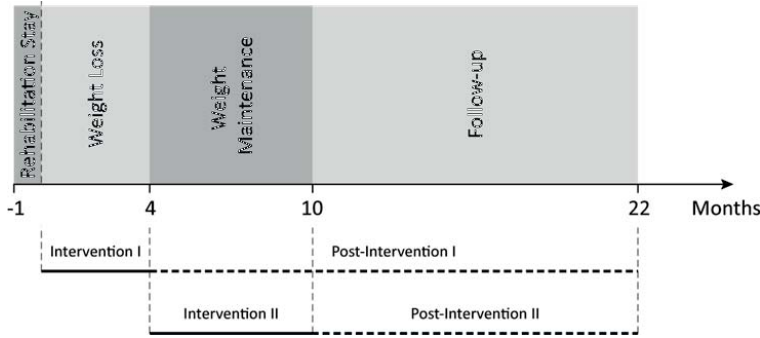 Rehabilitation Stay
Weight Loss
Weight
Maintenance
Follow-up
-1
4
10
22
Months
Intervention I
Post-Intervention I
Intervention II
Post-Intervention II